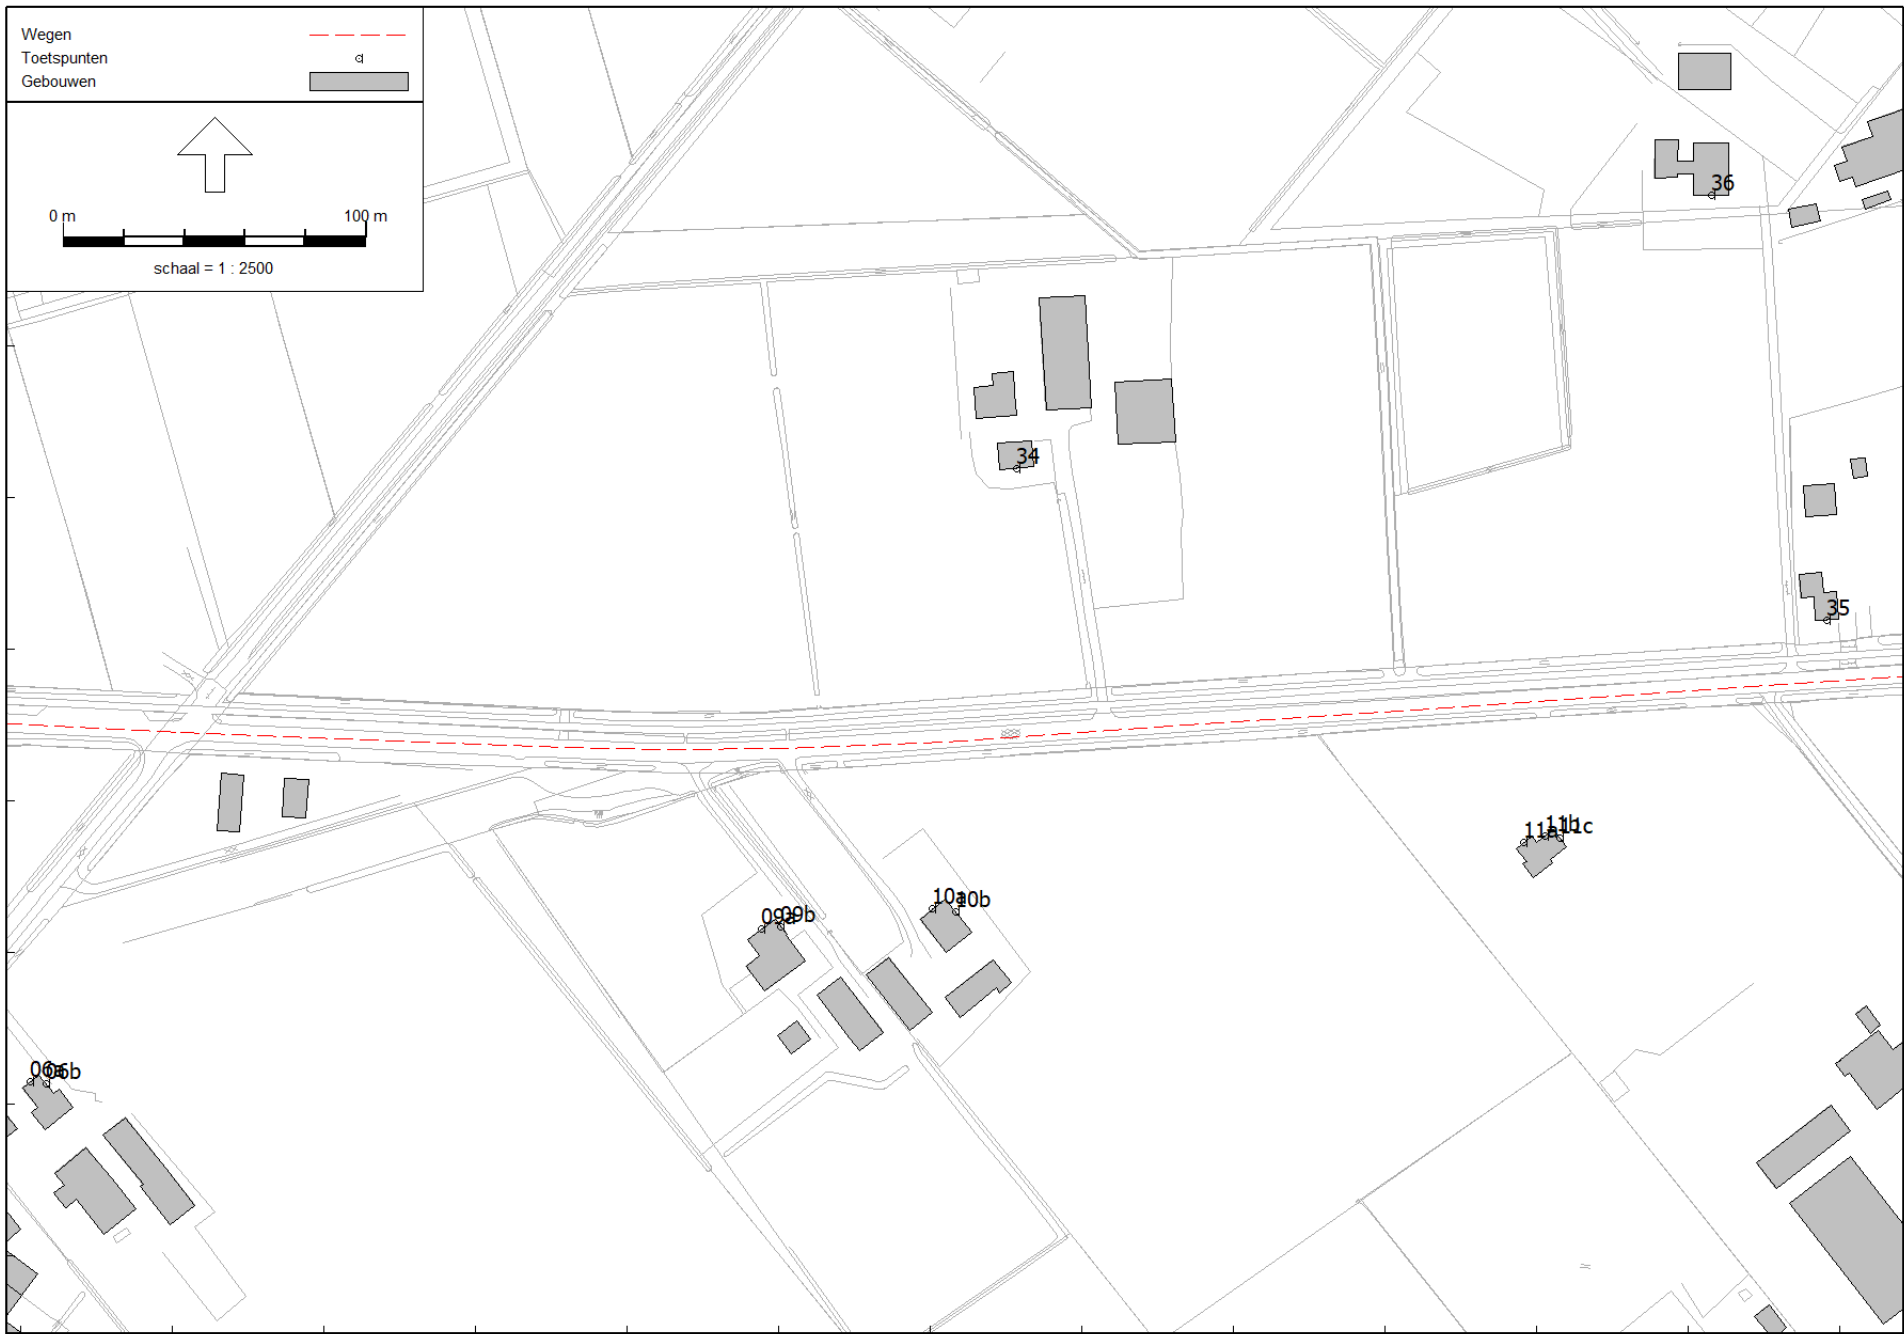 Wegen
Toetspunten
Gebouwen
0 m 100 m
schaal = 1 : 2500
36
34
35
11a 11b 11c
10a 10b
09a 09b
06a 06b